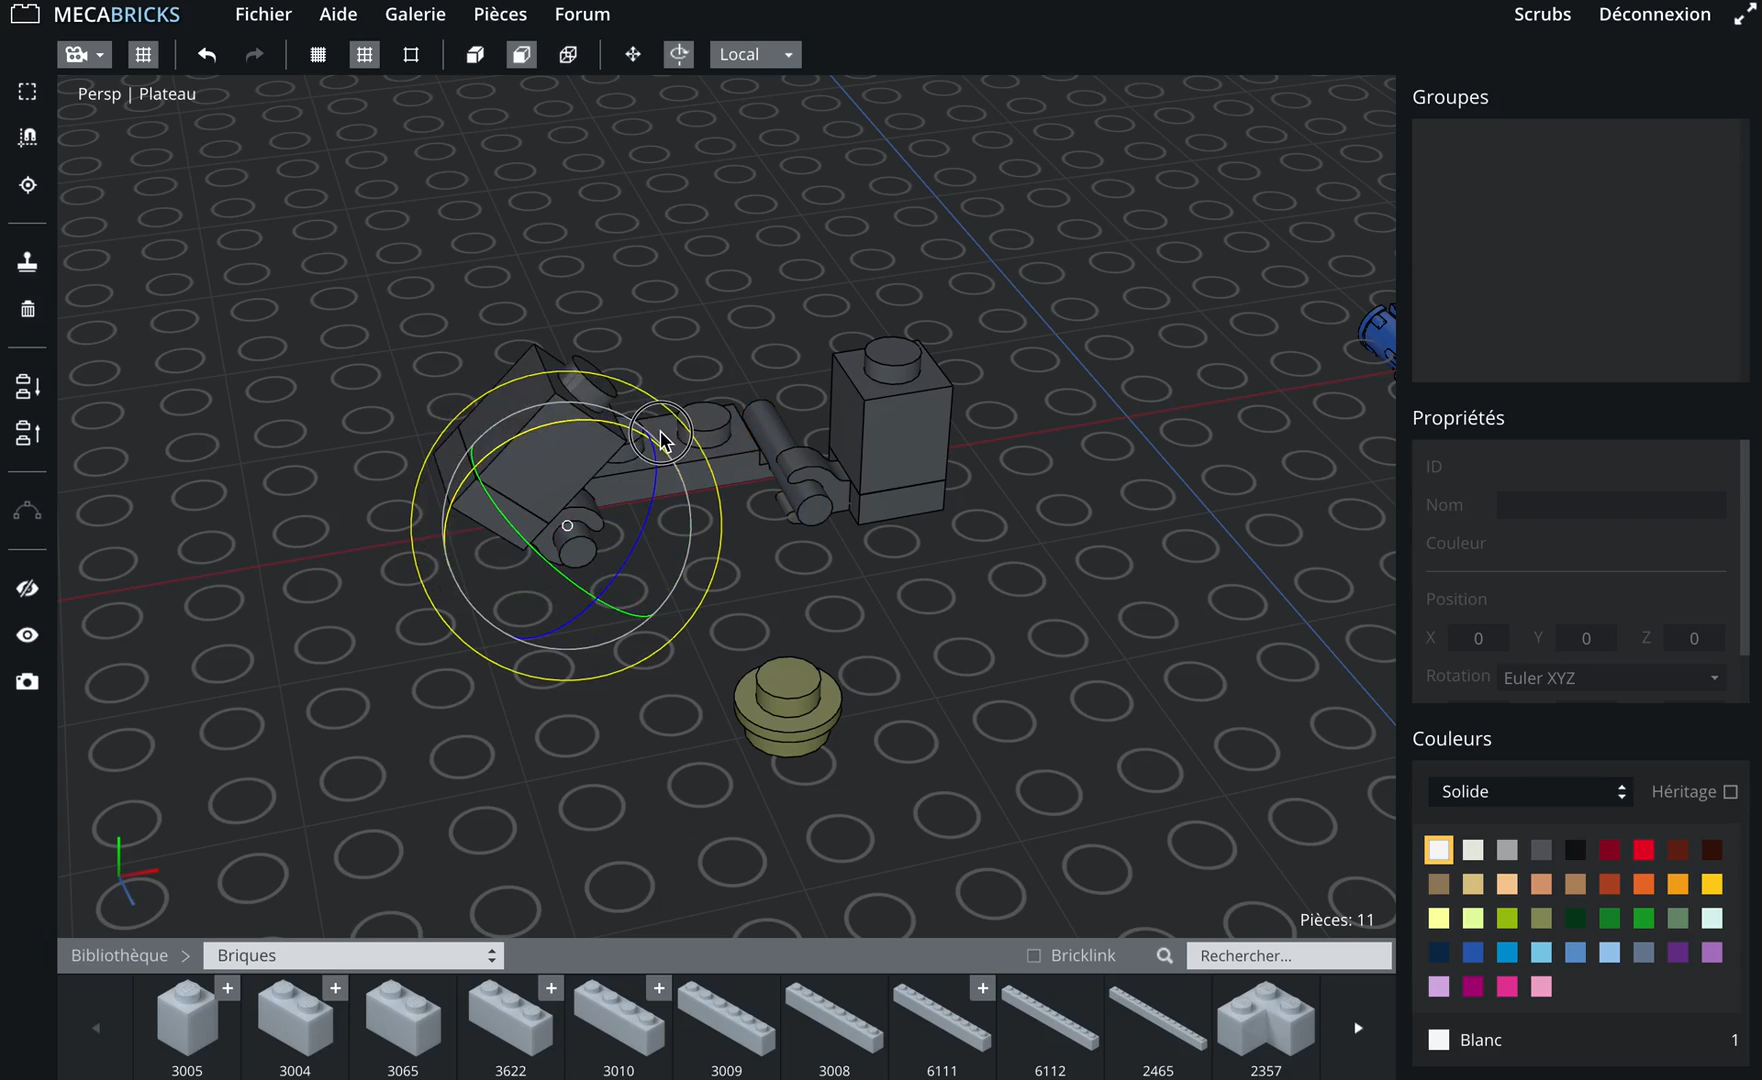 MECABRICKS Fichier Aide Galerie Pièces Forum Scrubs Déconnexion
Local
Persp | Plateau
Groupes
Propriétés
ID
Nom
Couleur
Position
X 0 Y 0 Z 0
Rotation Euler XYZ
Couleurs
Solide Héritage
Pièces: 11
Bibliothèque > Briques Bricklink Rechercher...
3005 3004 3065 3622 3010 3009 3008 6111 6112 2465 2357
Blanc 1